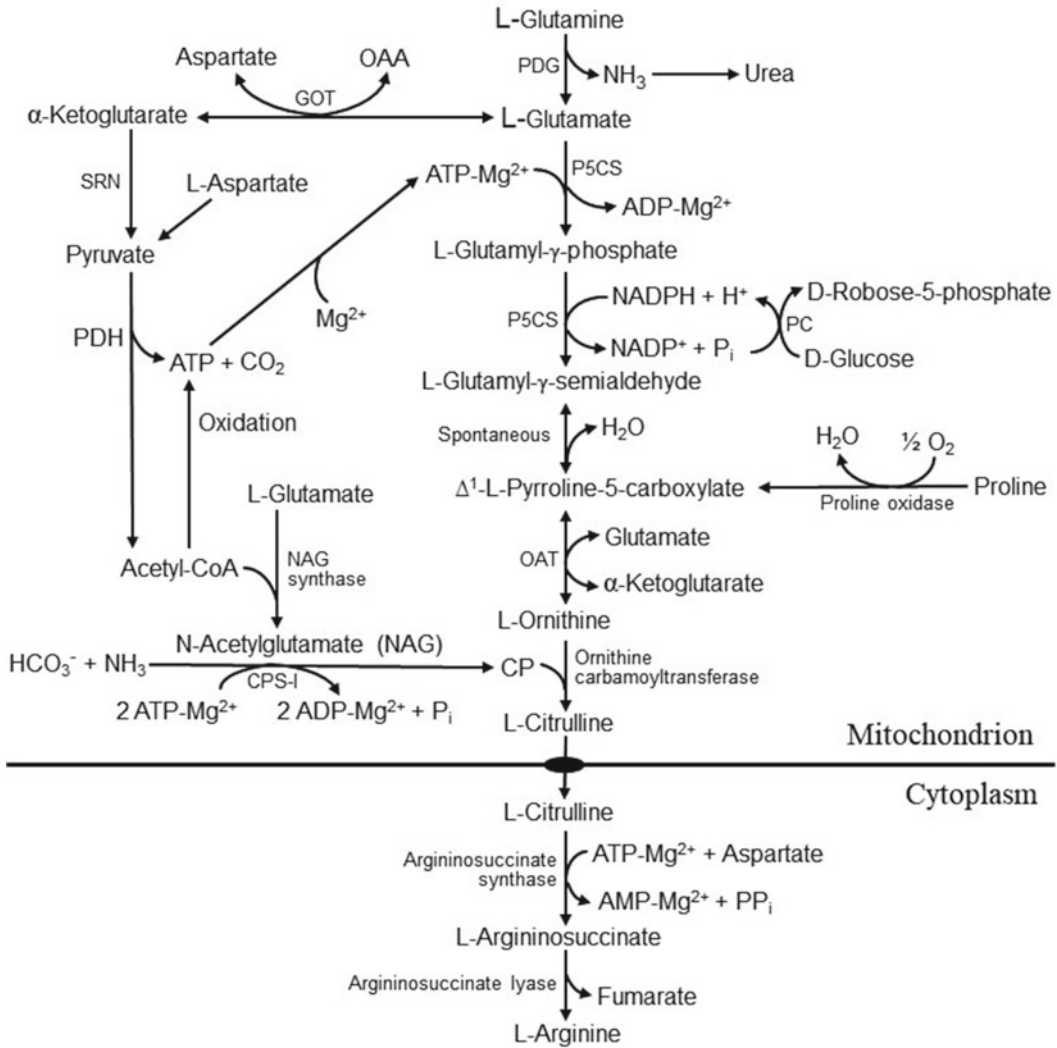 L-Glutamine
Aspartate
OAA
PDG
NH₃
Urea
GOT
α-Ketoglutarate
L-Glutamate
SRN
L-Aspartate
ATP-Mg²⁺
P5CS
ADP-Mg²⁺
Pyruvate
L-Glutamyl-γ-phosphate
Mg²⁺
NADPH + H⁺
D-Robose-5-phosphate
PDH
P5CS
PC
ATP + CO₂
NADP⁺ + Pᵢ
D-Glucose
L-Glutamyl-γ-semialdehyde
Oxidation
Spontaneous
H₂O
H₂O
½ O₂
L-Glutamate
Δ¹-L-Pyrroline-5-carboxylate
Proline
Proline oxidase
Acetyl-CoA
NAG
synthase
OAT
Glutamate
α-Ketoglutarate
L-Ornithine
N-Acetylglutamate (NAG)
HCO₃⁻ + NH₃
CPS-I
CP
Ornithine
carbamoyltransferase
2 ATP-Mg²⁺
2 ADP-Mg²⁺ + Pᵢ
L-Citrulline
Mitochondrion
Cytoplasm
L-Citrulline
Argininosuccinate
synthase
ATP-Mg²⁺ + Aspartate
AMP-Mg²⁺ + PPᵢ
L-Argininosuccinate
Argininosuccinate lyase
Fumarate
L-Arginine